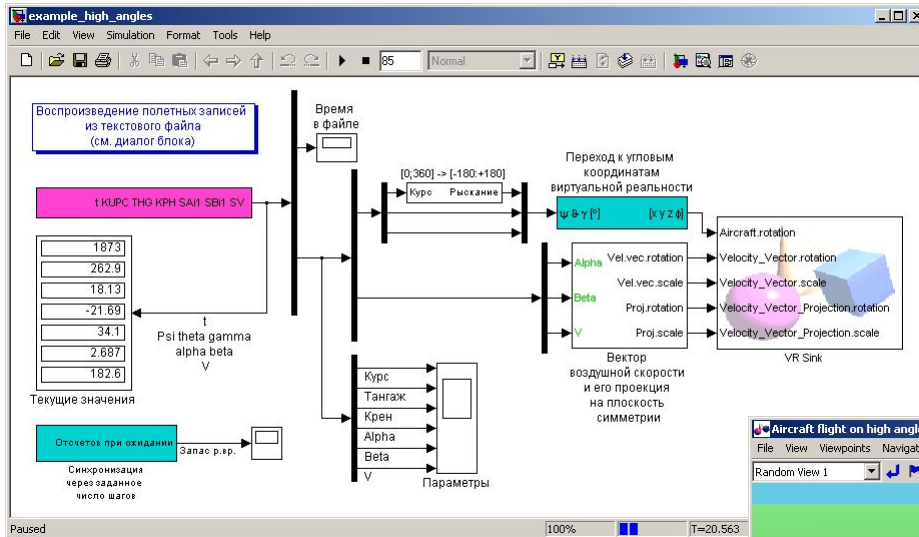 example_high_angles
File Edit View Simulation Format Tools Help
85
Normal
Воспроизведение полетных записей
из текстового файла
(см. диалог блока)
Время
в файле
t KUPC THG KPH SAi1 SBi1 SV
[0;360] -> [-180:+180]
Курс Рыскание
Переход к угловым
координатам
виртуальной реальности
ψ θ γ [°] [x y z ϕ]
1873
262.9
18.13
-21.69
34.1
2.687
182.6
Текущие значения
t
Psi theta gamma
alpha beta
V
Alpha
Beta
V
Vel.vec.rotation
Vel.vec.scale
Proj.rotation
Proj.scale
Вектор
воздушной скорости
и его проекция
на плоскость
симметрии
Aircraft.rotation
Velocity_Vector.rotation
Velocity_Vector.scale
Velocity_Vector_Projection.rotation
Velocity_Vector_Projection.scale
VR Sink
Курс
Тангаж
Крен
Alpha
Beta
V
Параметры
Отсчетов при ожидании
Запас р.вр.
Синхронизация
через заданное
число шагов
Aircraft flight on high angl
File View Viewpoints Navigat
Random View 1
Paused
100%
T=20.563